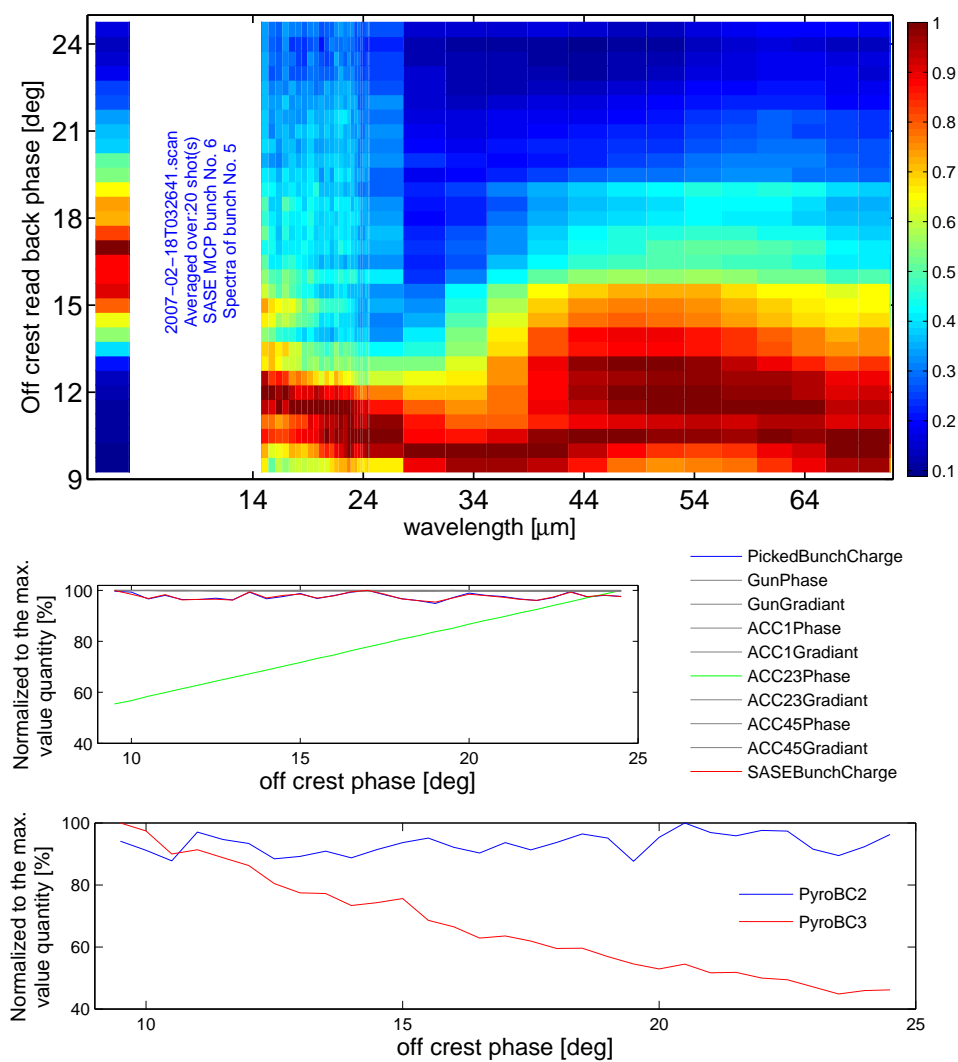 24
21
18
15
12
9
Off crest read back phase [deg]
2007−02−18T032641.scan
Averaged over:20 shot(s)
SASE MCP bunch No. 6
Spectra of bunch No. 5
14 24 34 44 54 64
wavelength [μm]
1
0.9
0.8
0.7
0.6
0.5
0.4
0.3
0.2
0.1
Normalized to the max.
value quantity [%]
100
80
60
40
10 15 20 25
off crest phase [deg]
PickedBunchCharge
GunPhase
GunGradiant
ACC1Phase
ACC1Gradiant
ACC23Phase
ACC23Gradiant
ACC45Phase
ACC45Gradiant
SASEBunchCharge
Normalized to the max.
value quantity [%]
100
80
60
40
10 15 20 25
off crest phase [deg]
PyroBC2
PyroBC3